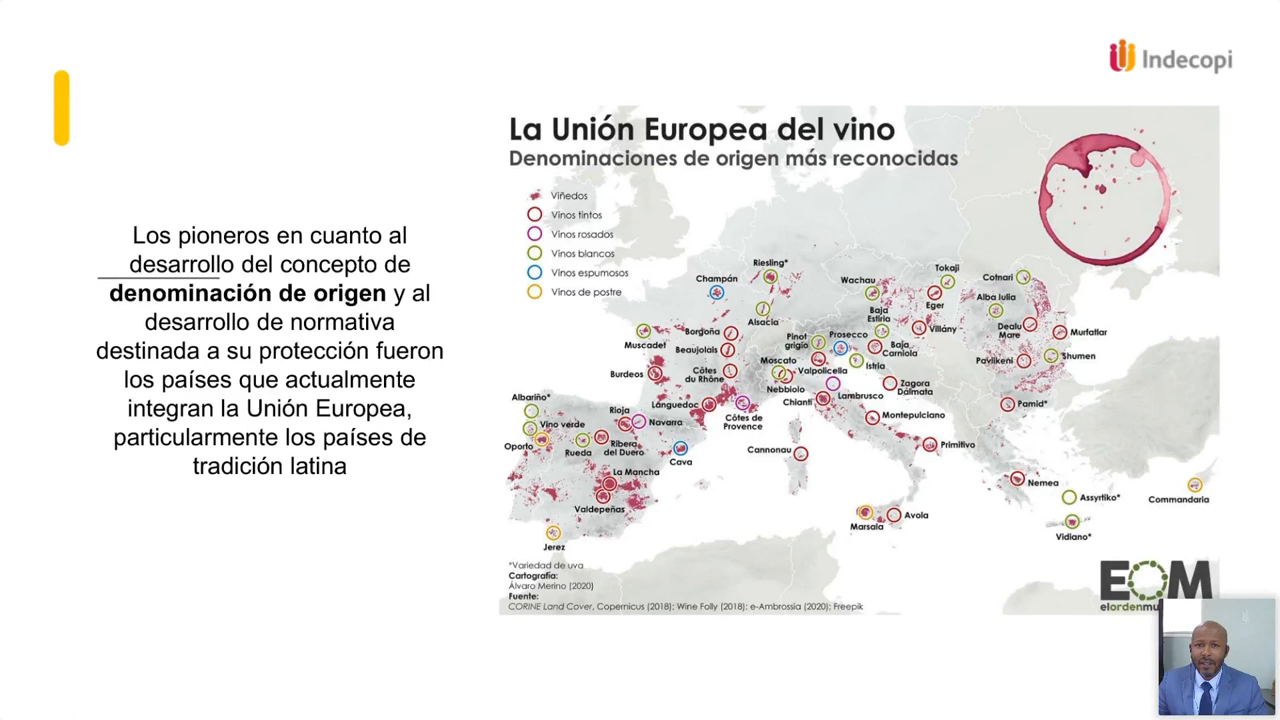 Indecopi
Los pioneros en cuanto al
desarrollo del concepto de
denominación de origen y al
desarrollo de normativa
destinada a su protección fueron
los países que actualmente
integran la Unión Europea,
particularmente los países de
tradición latina
La Unión Europea del vino
Denominaciones de origen más reconocidas
Viñedos
Vinos tintos
Vinos rosados
Vinos blancos
Vinos espumosos
Vinos de postre
Champán
Riesling*
Wachau
Tokaji
Cotnari
Alsacia
Baja
Estiria
Eger
Alba Iulia
Muscadet
Borgoña
Pinot
grigio
Prosecco
Villány
Dealu
Mare
Murfatlar
Beaujolais
Baja
Carniola
Burdeos
Côtes
du Rhône
Moscato
Valpolicella
Istria
Pavlikeni
Shumen
Nebbiolo
Albariño*
Languedoc
Chianti
Lambrusco
Zagora
Dálmata
Pamid*
Rioja
Navarra
Côtes de
Provence
Montepulciano
Vino verde
Oporto
Rueda
Ribera
del Duero
Cava
Cannonau
Primitivo
La Mancha
Valdepeñas
Nemea
Assyrtiko*
Commandaria
Jerez
Marsala
Avola
Vidiano*
*Variedad de uva
Cartografía:
Álvaro Merino (2020)
Fuente:
CORINE Land Cover, Copernicus (2018); Wine Folly (2018); e-Ambrossia (2020); Freepik
EOM